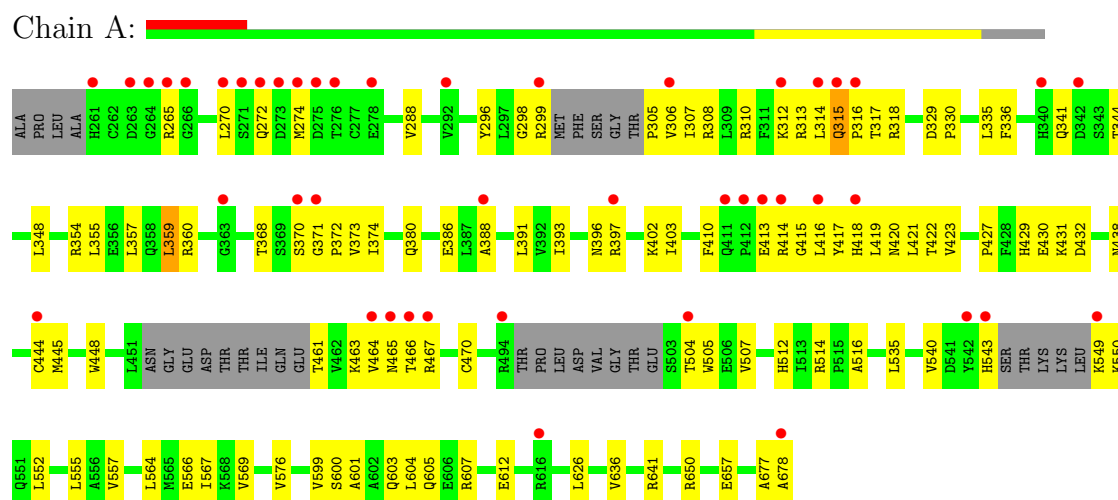 Chain A:
ALA PRO LEU ALA H261 C262 D263 G264 R265 G266 L270 S271 Q272 D273 M274 D275 T276 C277 E278 V288 V292 Y296 L297 G298 R299 MET PHE SER GLY THR P305 V306 I307 R308 L309 R310 F311 K312 R313 L314 Q315 P316 T317 R318 D329 P330 L335 F336 H340 Q341 D342 S343 T344
L348 R354 L355 E356 L357 Q358 L359 R360 G363 T368 S369 S370 G371 P372 V373 I374 Q380 E386 L387 A388 L391 V392 I393 N396 R397 K402 I403 F410 Q411 P412 E413 R414 G415 L416 Y417 H418 L419 N420 L421 T422 V423 P427 F428 H429 E430 K431 D432 N438
C444 M445 W448 L451 ASN GLY GLU ASP THR THR ILE GLN GLU T461 V462 K463 V464 N465 T466 R467 C470 R494 THR PRO LEU ASP VAL GLY THR GLU S503 T504 W505 E506 V507 H512 I513 R514 P515 A516 L535 V540 D541 Y542 H543 SER THR LYS LYS LEU K549 K550
Q551 L552 L555 A556 V557 L564 M565 E566 I567 K568 V569 V576 V599 S600 A601 A602 Q603 L604 Q605 E606 R607 E612 R616 L626 V636 R641 R650 E657 A677 A678